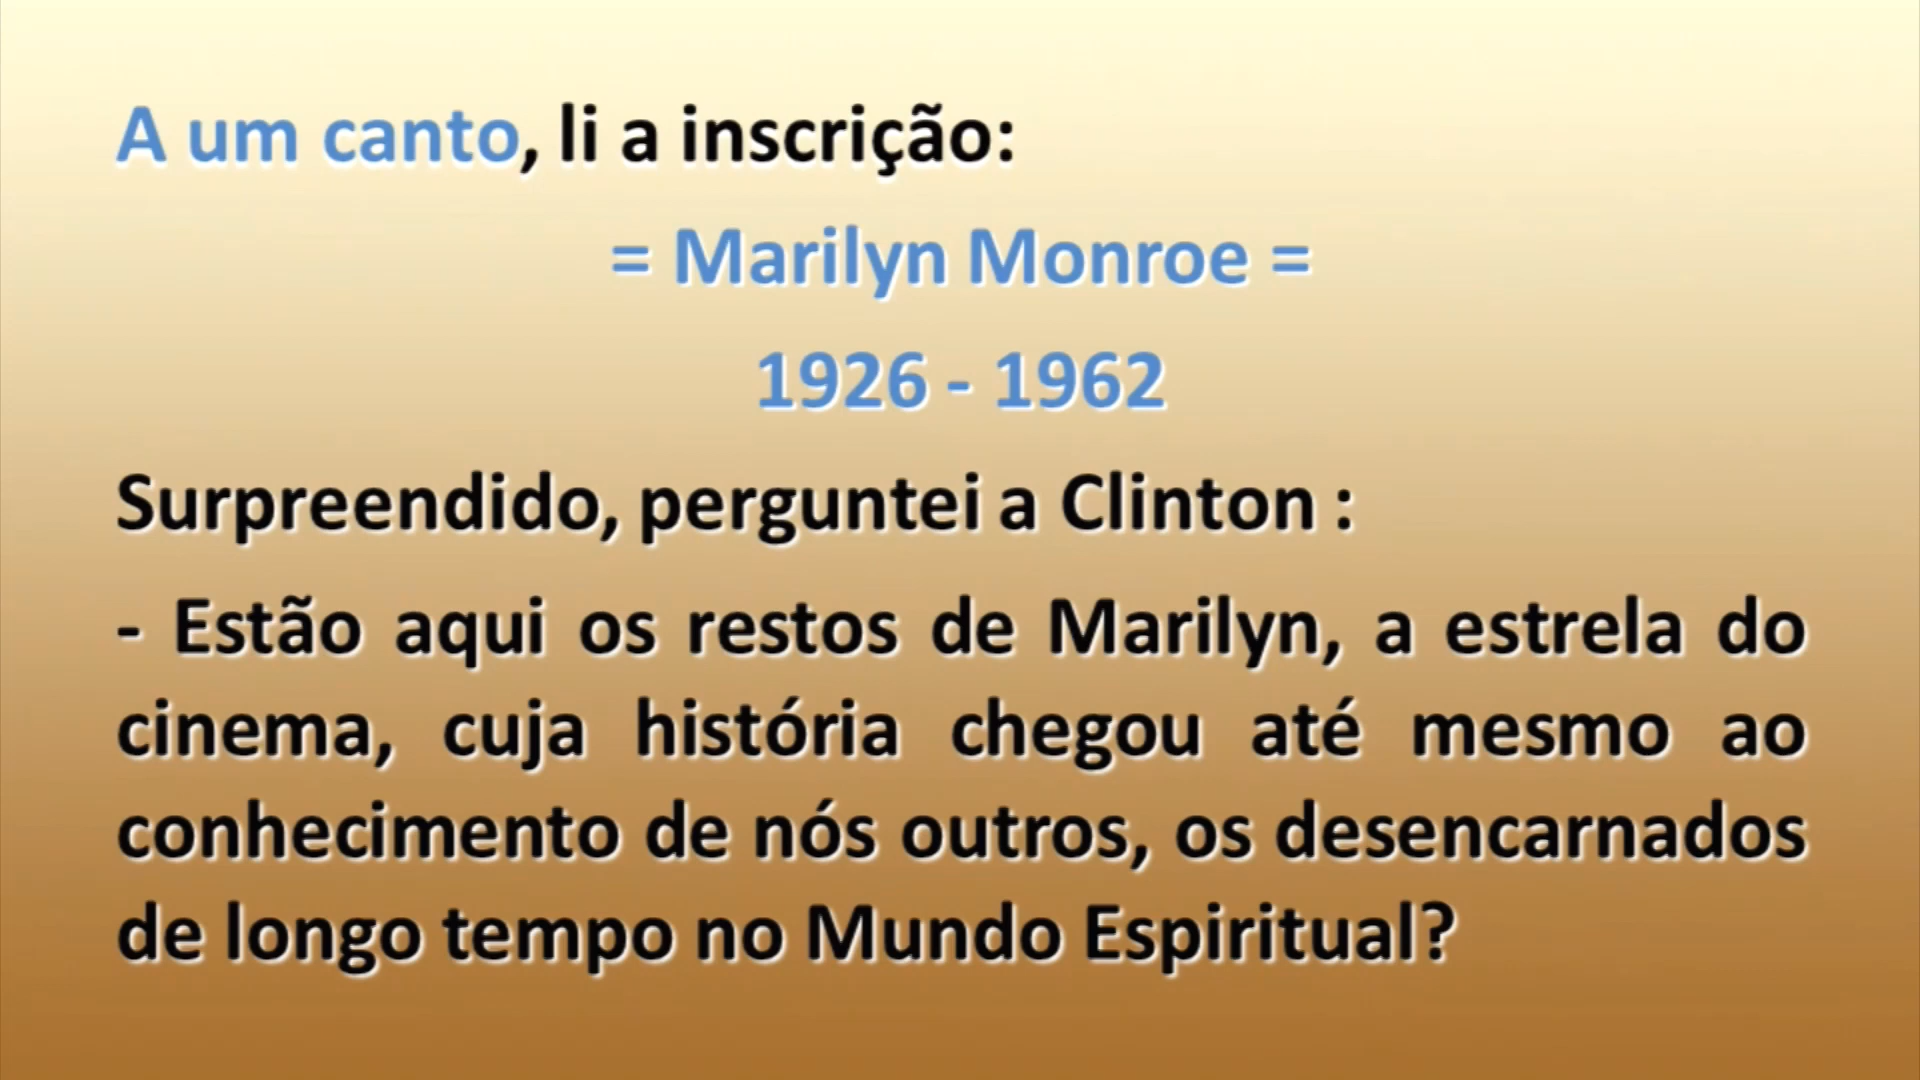 A um canto, li a inscrição:
= Marilyn Monroe =
1926 - 1962
Surpreendido, perguntei a Clinton :
- Estão aqui os restos de Marilyn, a estrela do
cinema, cuja história chegou até mesmo ao
conhecimento de nós outros, os desencarnados
de longo tempo no Mundo Espiritual?